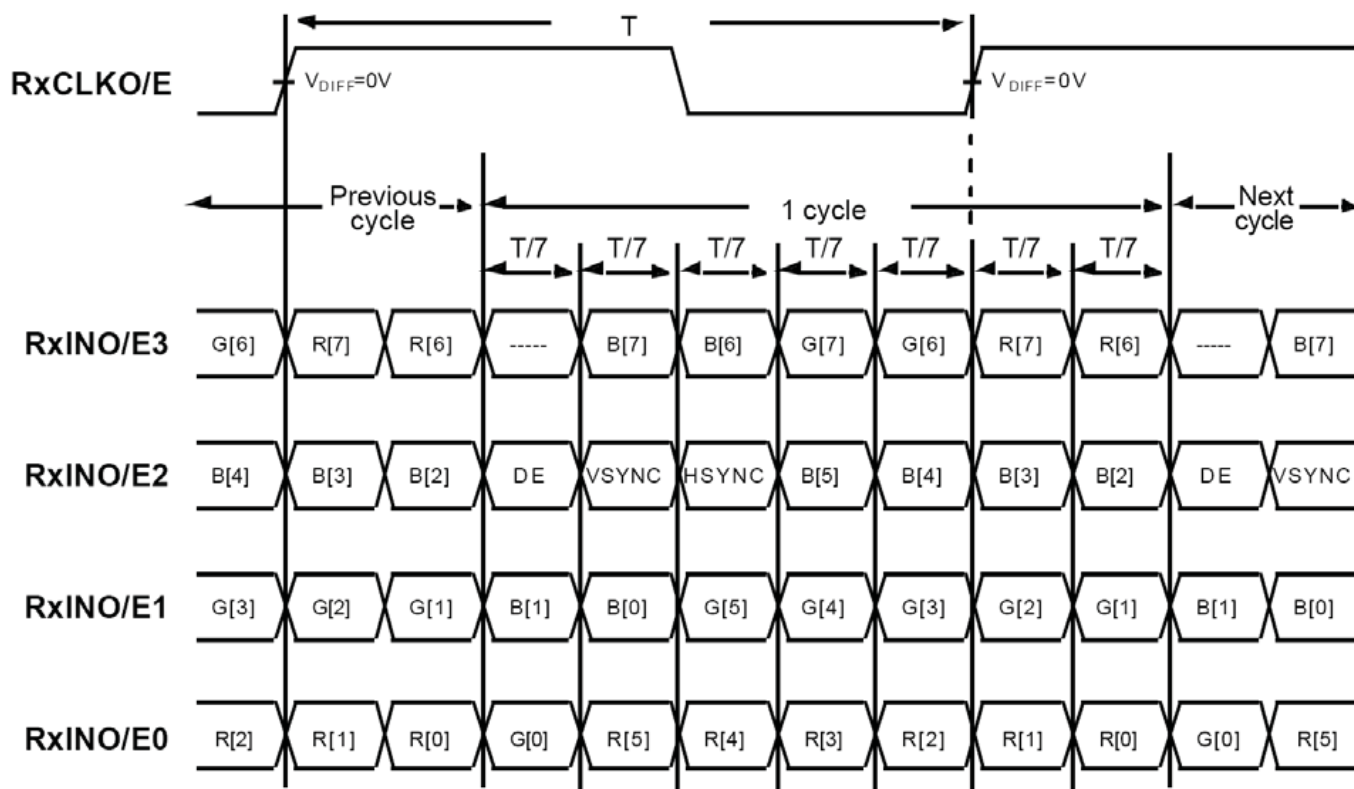 T
RxCLKO/E
VDIFF=0V VDIFF=0V
Previous cycle 1 cycle Next cycle
T/7 T/7 T/7 T/7 T/7 T/7 T/7
RxINO/E3 G[6] R[7] R[6] ----- B[7] B[6] G[7] G[6] R[7] R[6] ----- B[7]
RxINO/E2 B[4] B[3] B[2] DE VSYNC HSYNC B[5] B[4] B[3] B[2] DE VSYNC
RxINO/E1 G[3] G[2] G[1] B[1] B[0] G[5] G[4] G[3] G[2] G[1] B[1] B[0]
RxINO/E0 R[2] R[1] R[0] G[0] R[5] R[4] R[3] R[2] R[1] R[0] G[0] R[5]